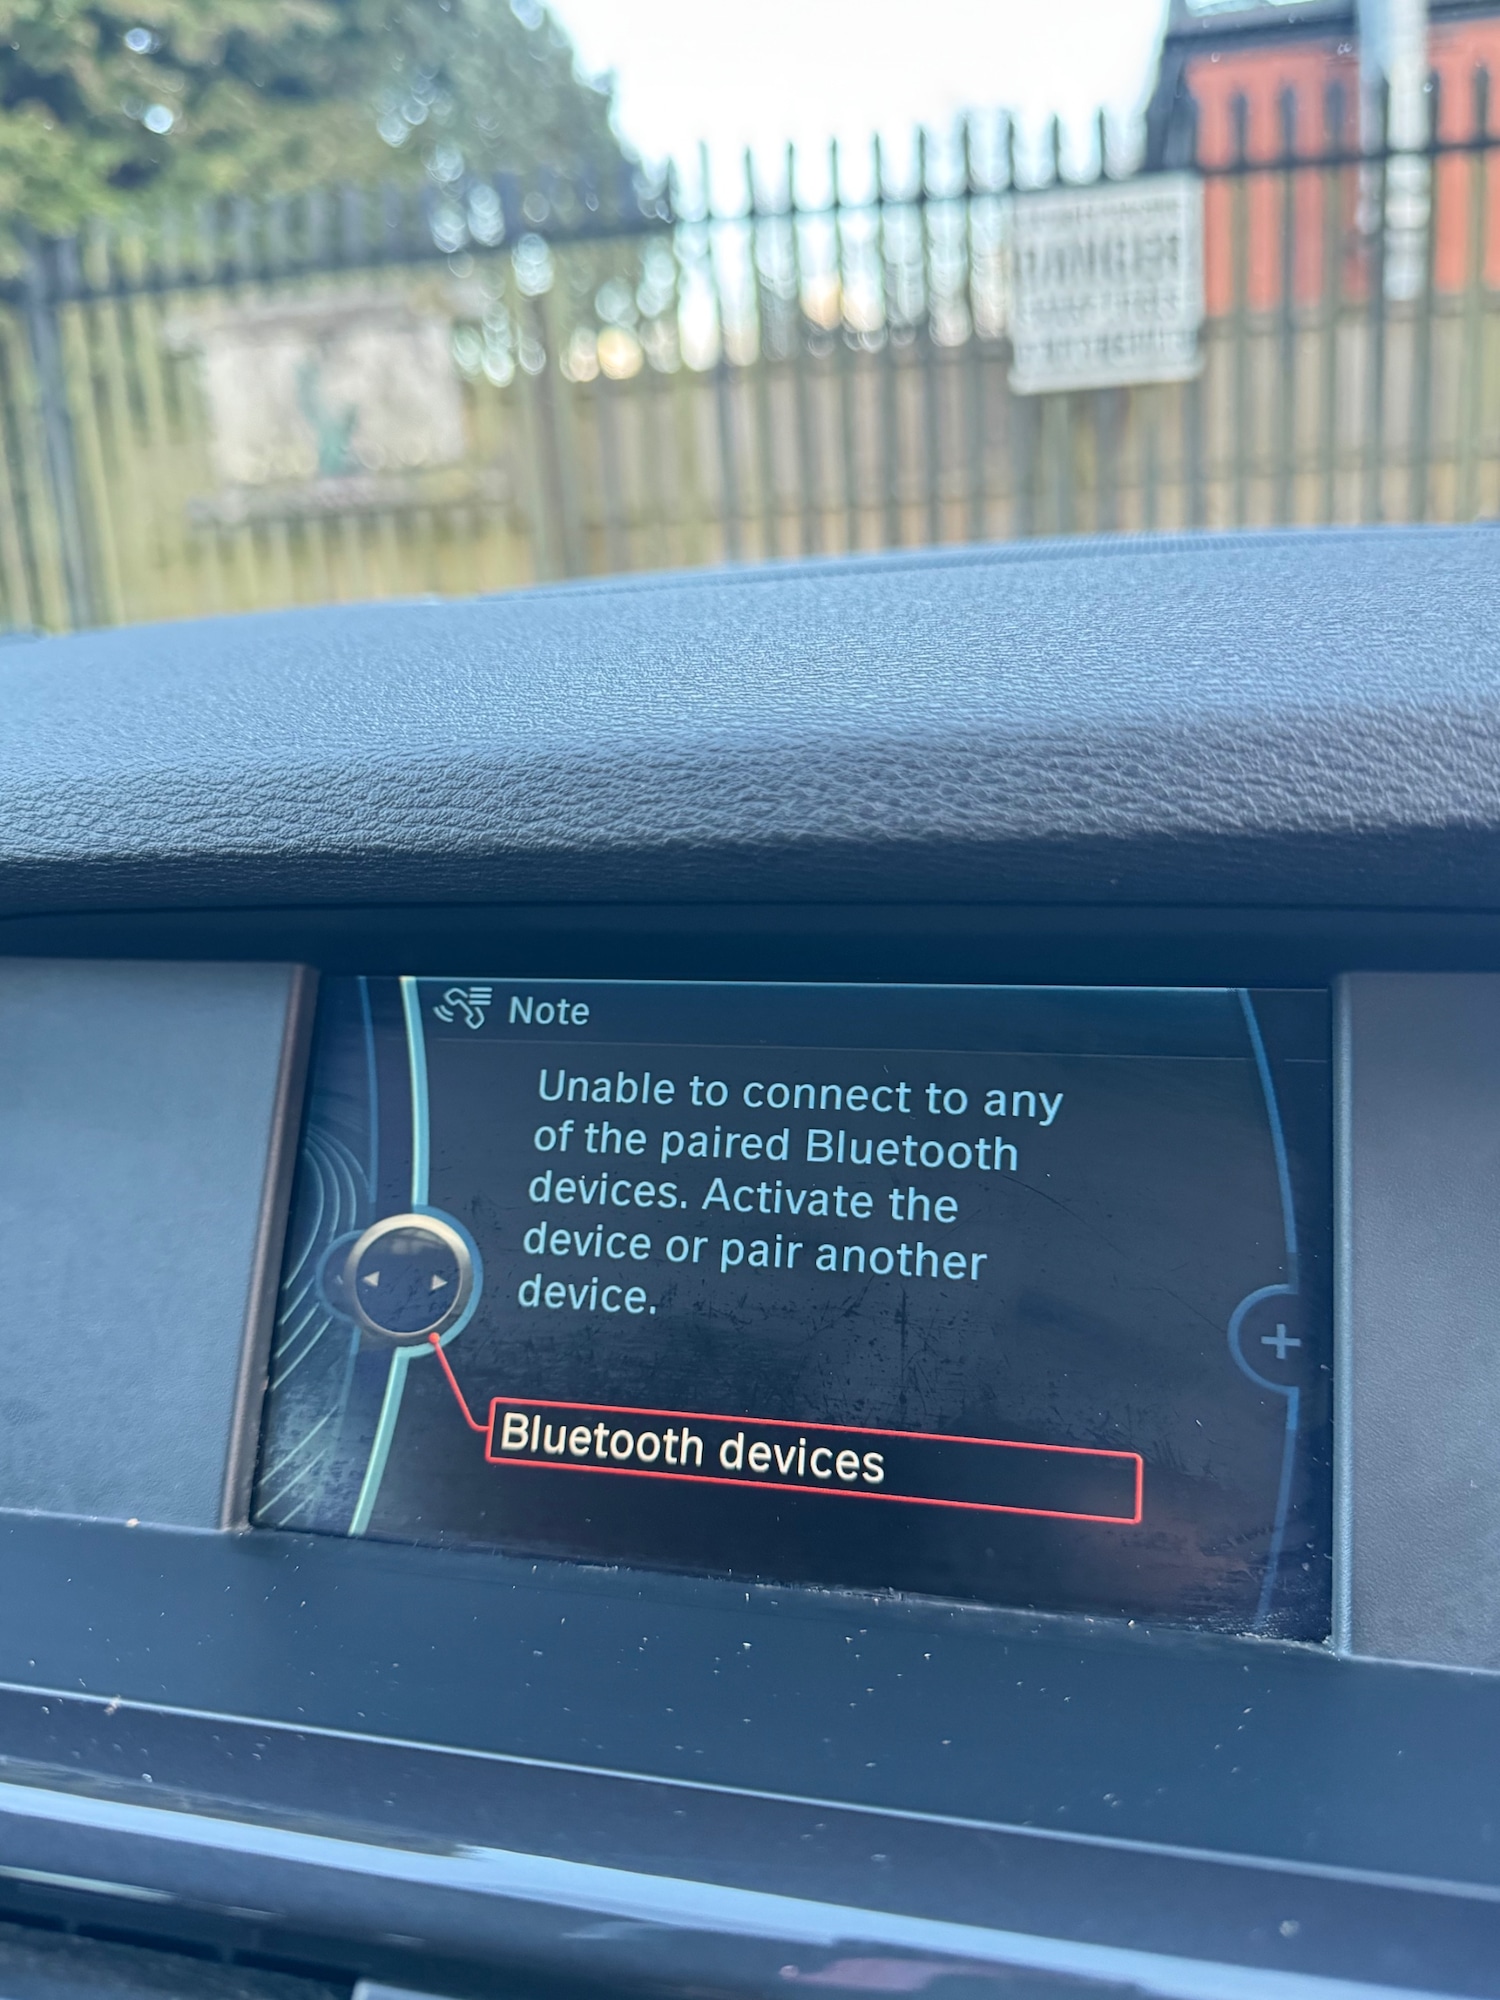 DANGER
Note
Unable to connect to any
of the paired Bluetooth
devices. Activate the
device or pair another
device.
Bluetooth devices
+